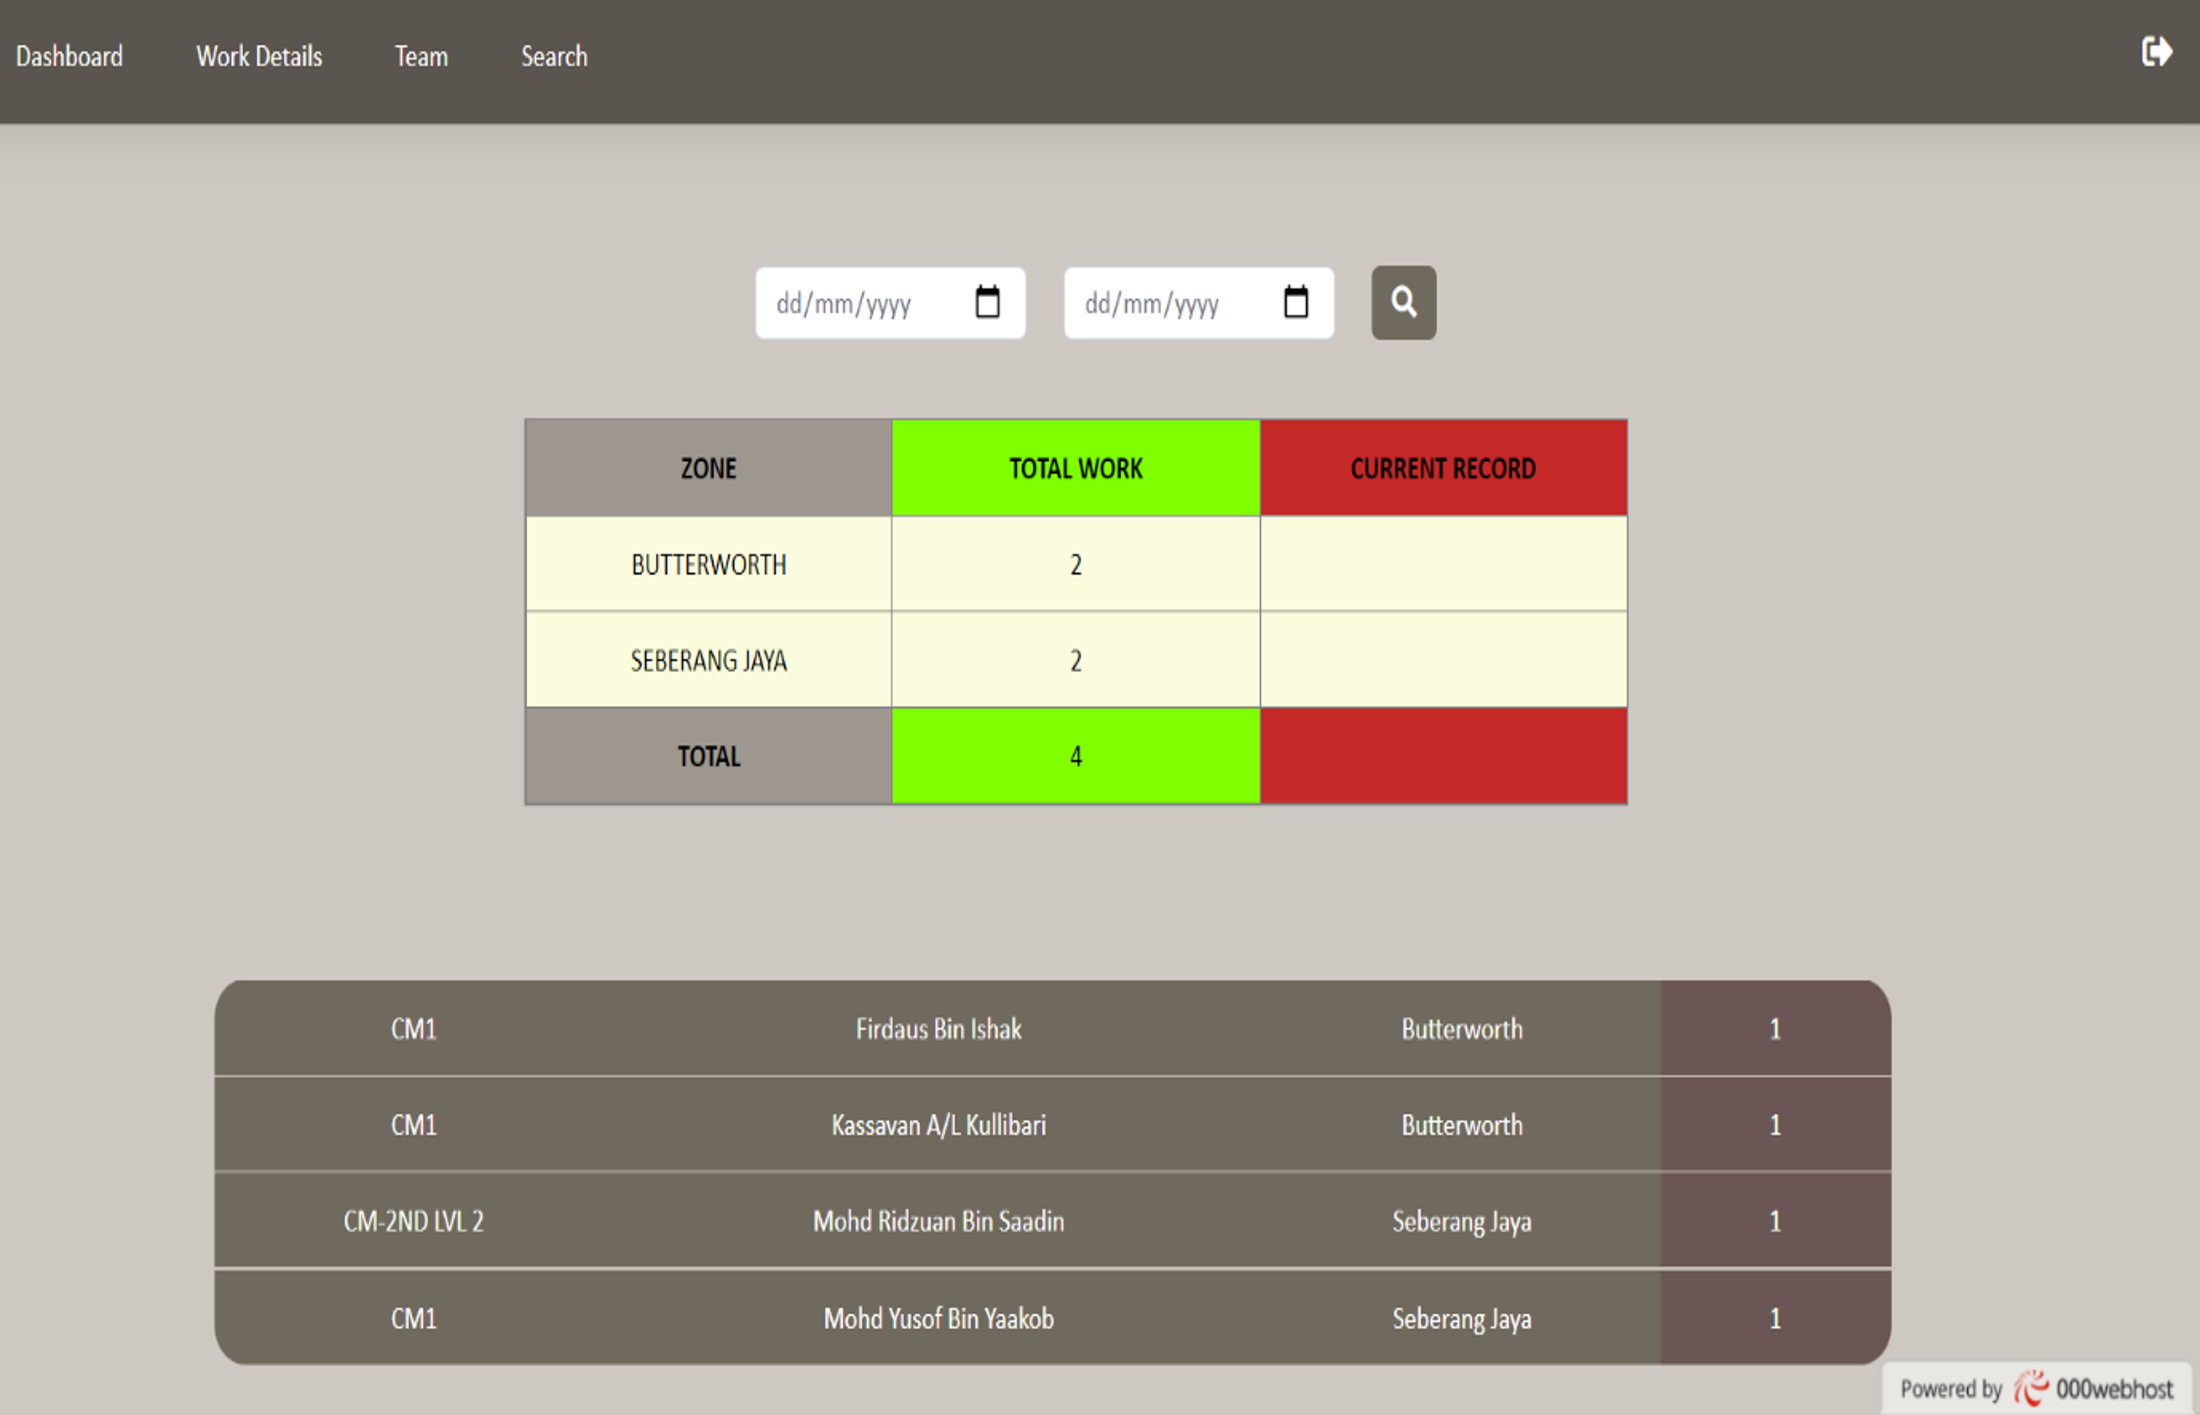 Dashboard Work Details Team Search
dd/mm/yyyy dd/mm/yyyy
ZONE TOTAL WORK CURRENT RECORD
BUTTERWORTH 2
SEBERANG JAYA 2
TOTAL 4
CM1 Firdaus Bin Ishak Butterworth 1
CM1 Kassavan A/L Kullibari Butterworth 1
CM-2ND LVL 2 Mohd Ridzuan Bin Saadin Seberang Jaya 1
CM1 Mohd Yusof Bin Yaakob Seberang Jaya 1
Powered by 000webhost